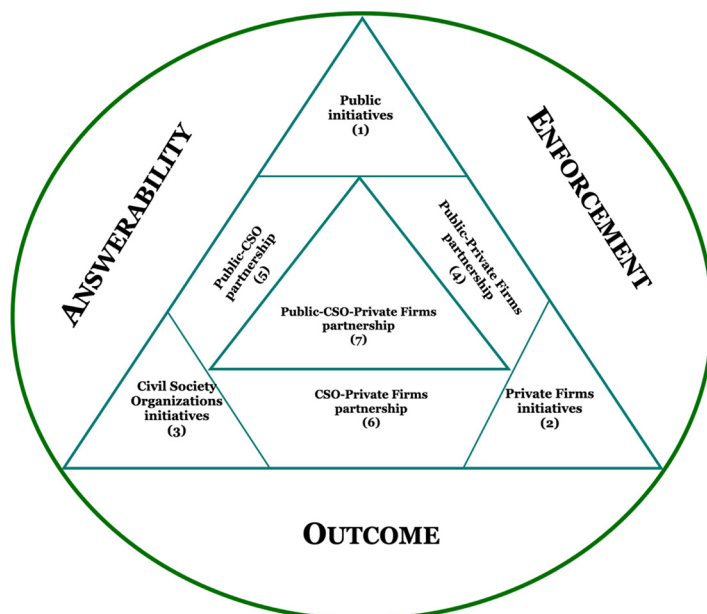 Public
initiatives
(1)
ANSWERABILITY
ENFORCEMENT
Public-CSO
partnership
(5)
Public-Private Firms
partnership
(4)
Public-CSO-Private Firms
partnership
(7)
Civil Society
Organizations
initiatives
(3)
CSO-Private Firms
partnership
(6)
Private Firms
initiatives
(2)
OUTCOME